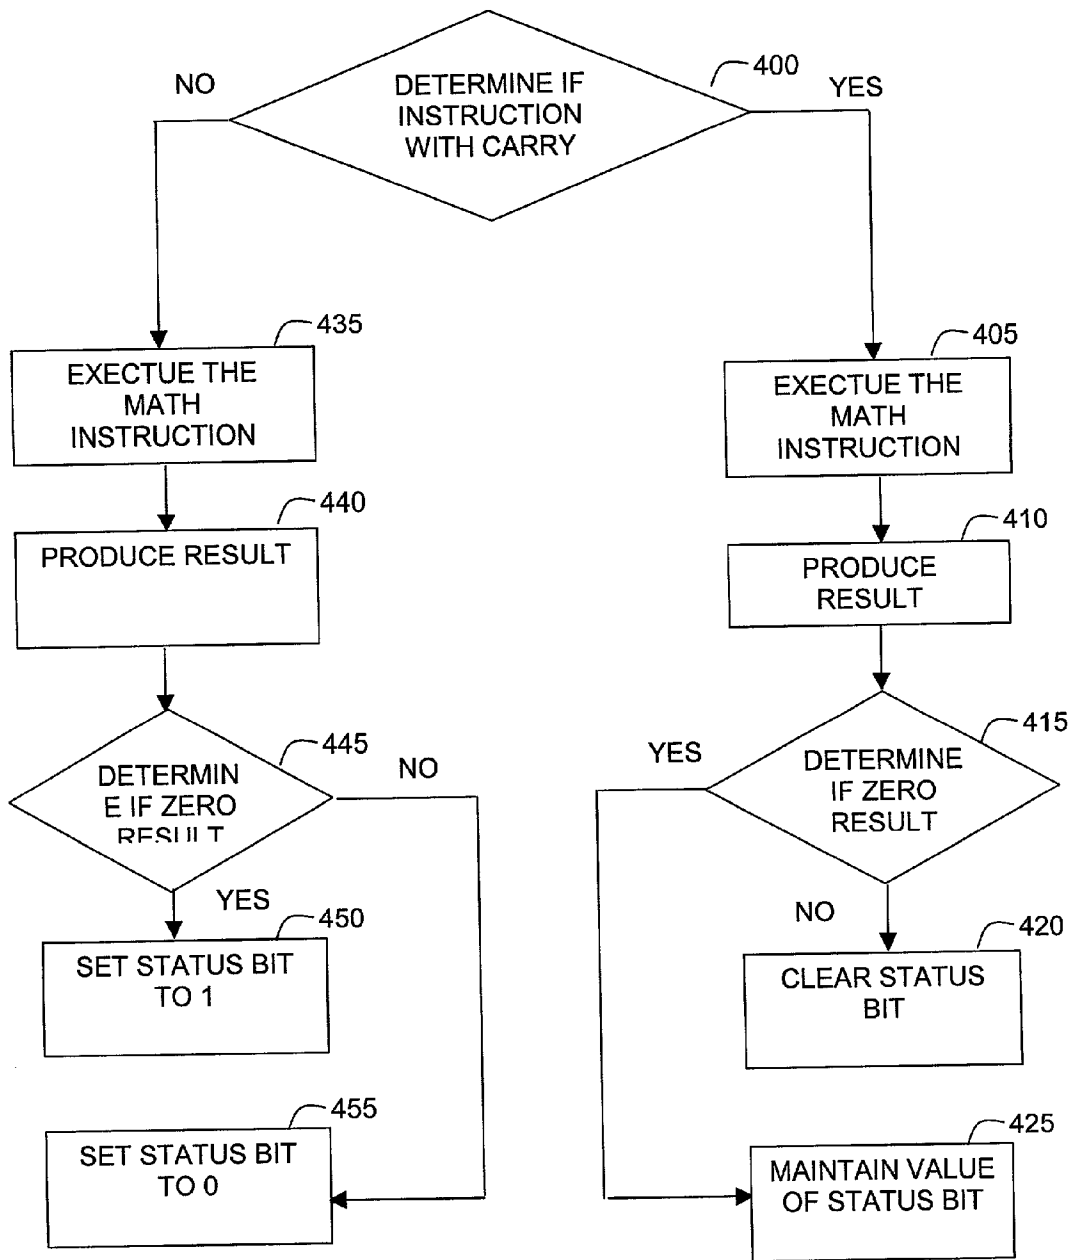 NO
DETERMINE IF
INSTRUCTION
WITH CARRY
400
YES
435
EXECTUE THE
MATH
INSTRUCTION
405
EXECTUE THE
MATH
INSTRUCTION
440
PRODUCE RESULT
410
PRODUCE
RESULT
445
DETERMIN
E IF ZERO
RESULT
NO
YES
415
DETERMINE
IF ZERO
RESULT
YES
NO
450
SET STATUS BIT
TO 1
420
CLEAR STATUS
BIT
455
SET STATUS BIT
TO 0
425
MAINTAIN VALUE
OF STATUS BIT